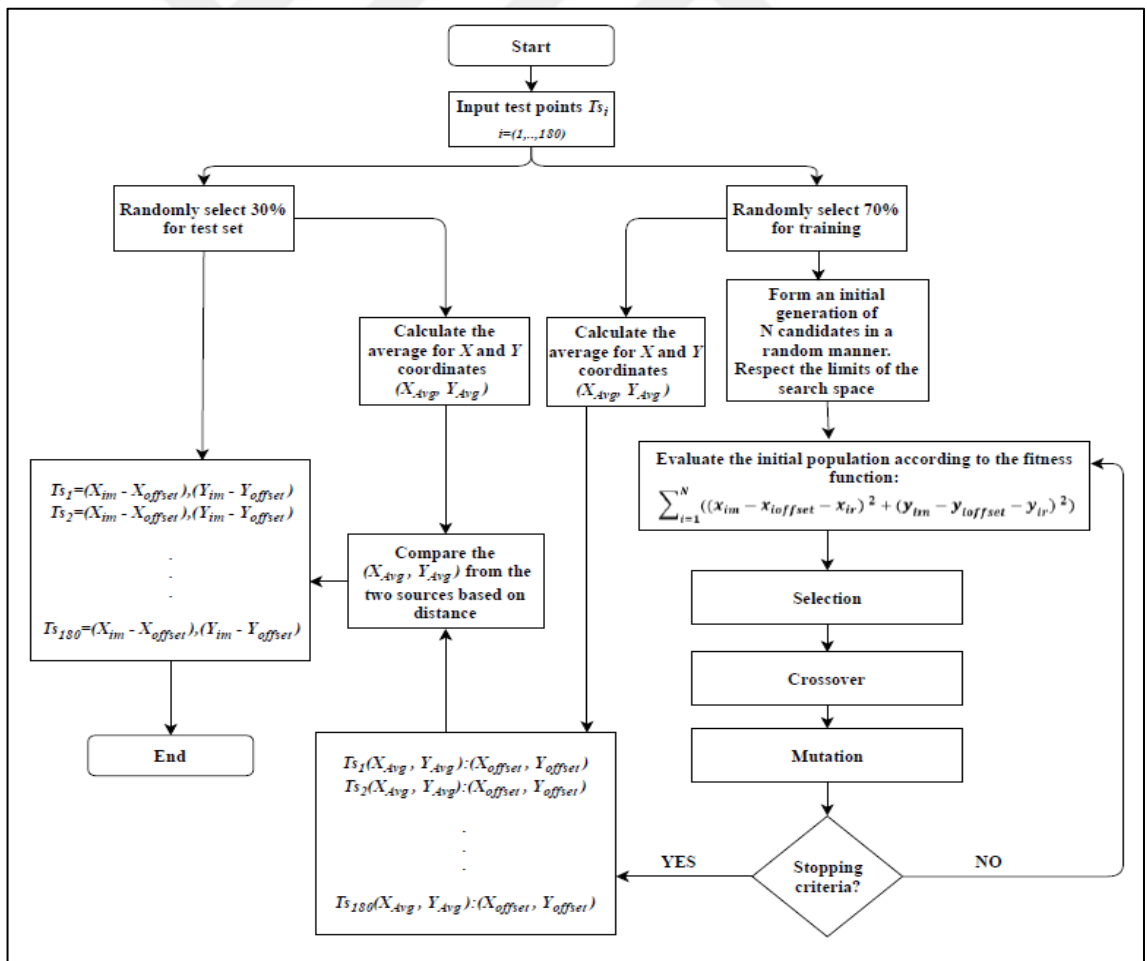 Start
Input test points Ts_i
i=(1,..,180)
Randomly select 30%
for test set
Randomly select 70%
for training
Calculate the
average for X and Y
coordinates
(X_Avg, Y_Avg)
Calculate the
average for X and Y
coordinates
(X_Avg, Y_Avg)
Form an initial
generation of
N candidates in a
random manner.
Respect the limits of the
search space
Evaluate the initial population according to the fitness
function:
∑_{i=1}^{N}((x_im − x_ioffset − x_ir)² + (y_im − y_ioffset − y_ir)²)
Ts_1=(X_im - X_offset),(Y_im - Y_offset)
Ts_2=(X_im - X_offset),(Y_im - Y_offset)
.
.
.
Ts_180=(X_im - X_offset),(Y_im - Y_offset)
Compare the
(X_Avg, Y_Avg) from the
two sources based on
distance
Selection
Crossover
Mutation
End
Ts_1(X_Avg, Y_Avg):(X_offset, Y_offset)
Ts_2(X_Avg, Y_Avg):(X_offset, Y_offset)
.
.
.
Ts_180(X_Avg, Y_Avg):(X_offset, Y_offset)
YES
Stopping
criteria?
NO